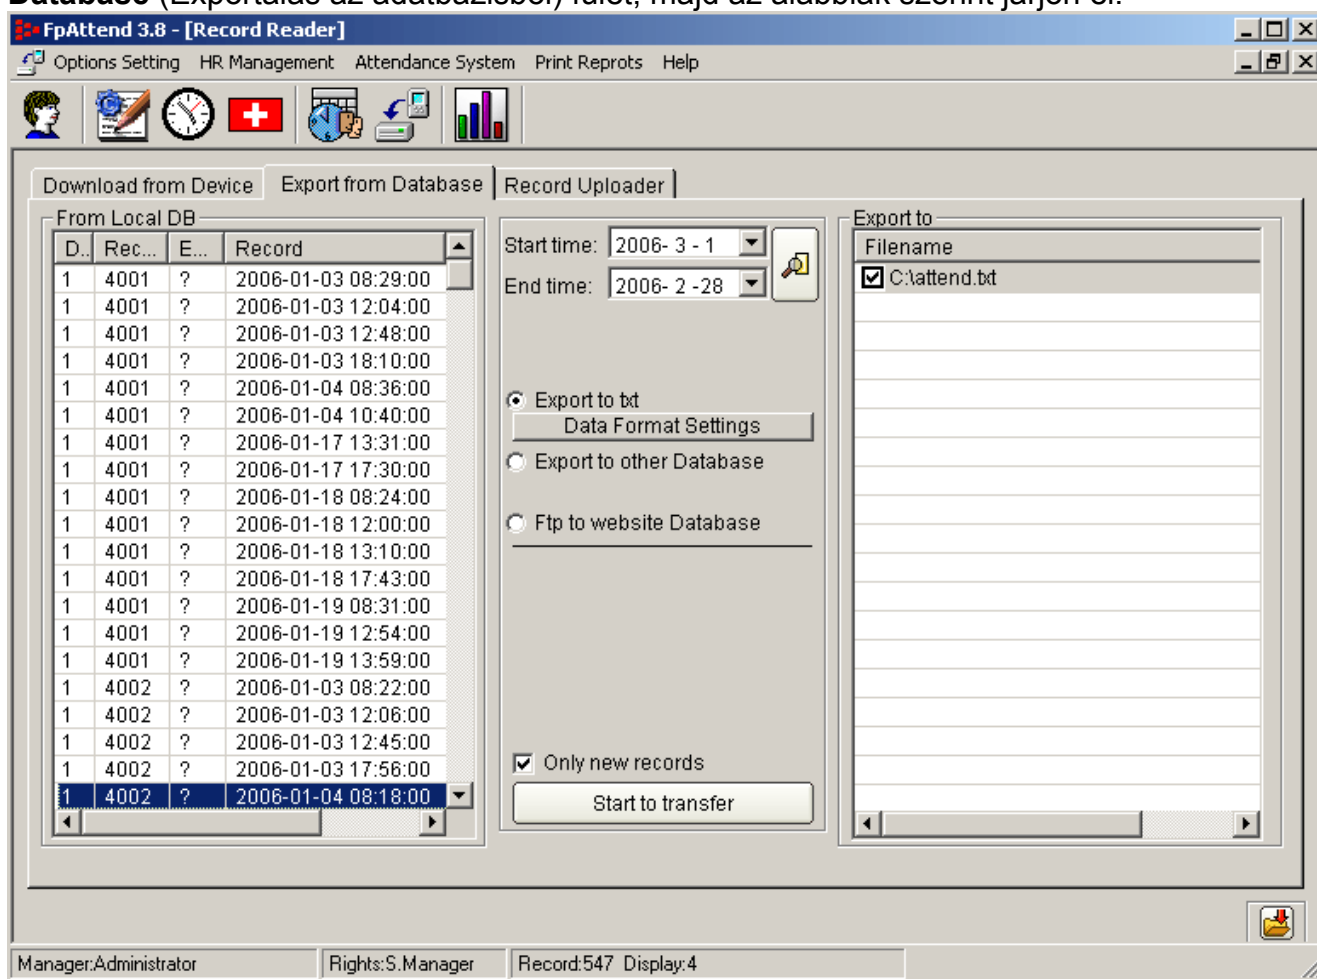 Database (Exportálás az adatbázisból) fület, majd az alábbiak szerint járjon el:
FpAttend 3.8 - [Record Reader]
Options Setting HR Management Attendance System Print Reprots Help
Download from Device Export from Database Record Uploader
From Local DB
D.. Rec... E... Record
1 4001 ? 2006-01-03 08:29:00
1 4001 ? 2006-01-03 12:04:00
1 4001 ? 2006-01-03 12:48:00
1 4001 ? 2006-01-03 18:10:00
1 4001 ? 2006-01-04 08:36:00
1 4001 ? 2006-01-04 10:40:00
1 4001 ? 2006-01-17 13:31:00
1 4001 ? 2006-01-17 17:30:00
1 4001 ? 2006-01-18 08:24:00
1 4001 ? 2006-01-18 12:00:00
1 4001 ? 2006-01-18 13:10:00
1 4001 ? 2006-01-18 17:43:00
1 4001 ? 2006-01-19 08:31:00
1 4001 ? 2006-01-19 12:54:00
1 4001 ? 2006-01-19 13:59:00
1 4002 ? 2006-01-03 08:22:00
1 4002 ? 2006-01-03 12:06:00
1 4002 ? 2006-01-03 12:45:00
1 4002 ? 2006-01-03 17:56:00
1 4002 ? 2006-01-04 08:18:00
Start time: 2006- 3 - 1
End time: 2006- 2 -28
Export to txt
Data Format Settings
Export to other Database
Ftp to website Database
Only new records
Start to transfer
Export to
Filename
C:\attend.txt
Manager:Administrator Rights:S.Manager Record:547 Display:4